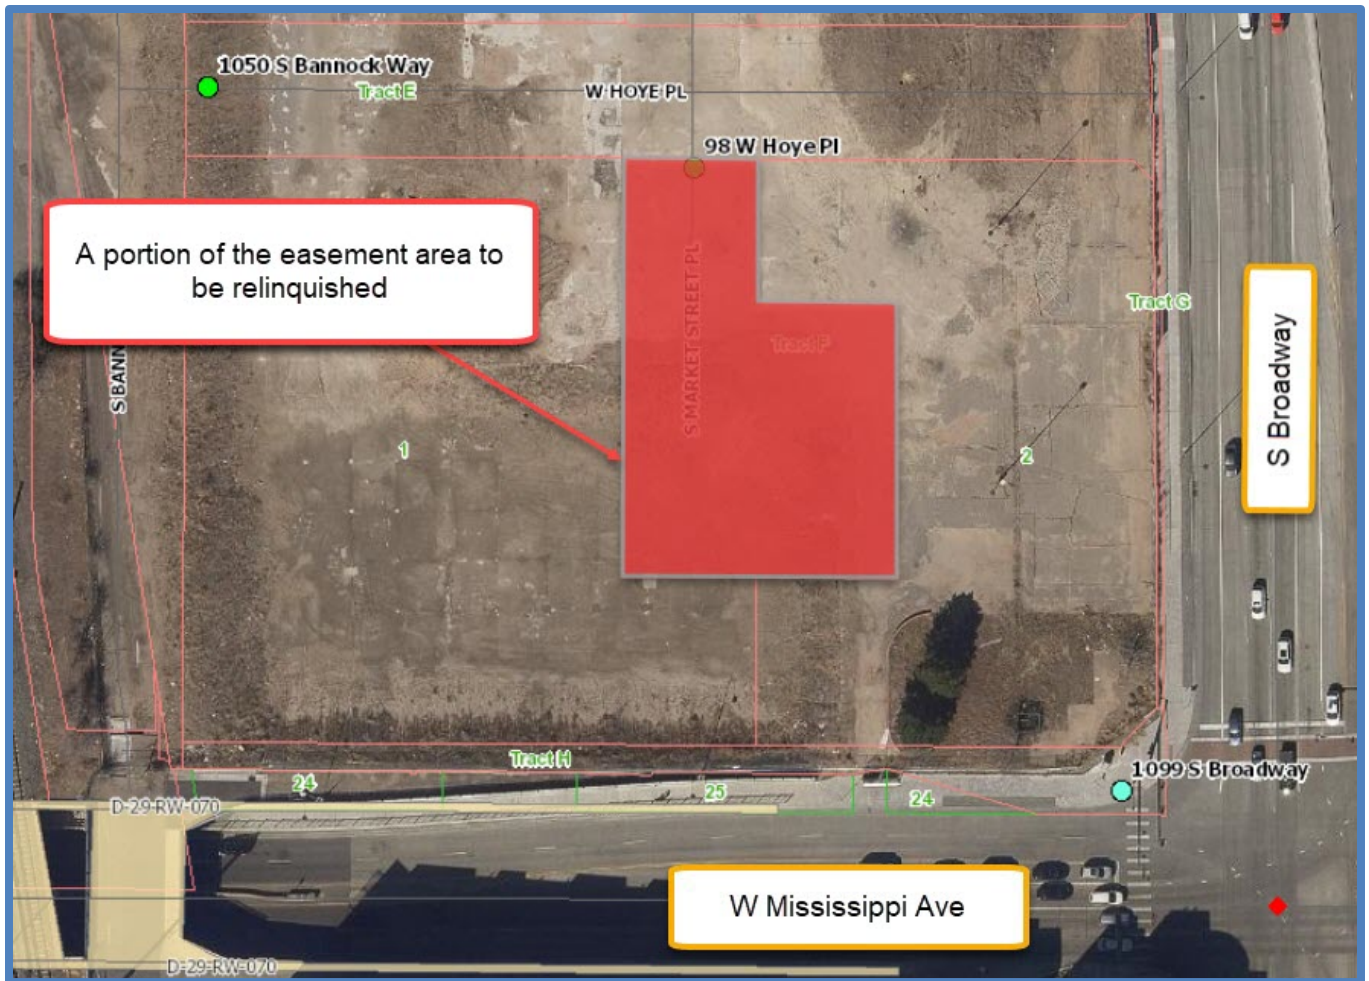 1050 S Bannock Way
Tract E
W HOYE PL
98 W Hoye Pl
A portion of the easement area to
be relinquished
S MARKET STREET PL
Tract F
Tract G
S Broadway
S BANN
1
2
Tract H
1099 S Broadway
24
25
24
D-29-RW-070
W Mississippi Ave
D-29-RW-070